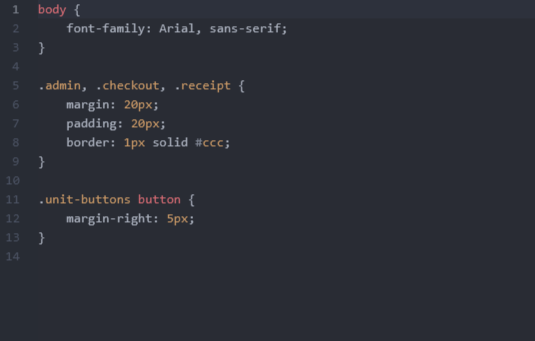 1 body {
2     font-family: Arial, sans-serif;
3 }
4
5 .admin, .checkout, .receipt {
6     margin: 20px;
7     padding: 20px;
8     border: 1px solid #ccc;
9 }
10
11 .unit-buttons button {
12     margin-right: 5px;
13 }
14